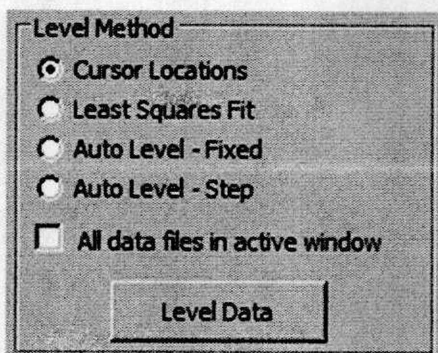 Level Method
Cursor Locations
Least Squares Fit
Auto Level - Fixed
Auto Level - Step
All data files in active window
Level Data